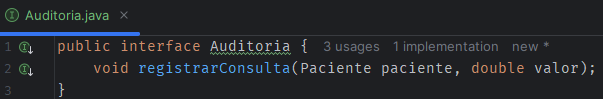 Auditoria.java ×
1 public interface Auditoria { 3 usages 1 implementation new *
2 void registrarConsulta(Paciente paciente, double valor);
3 }